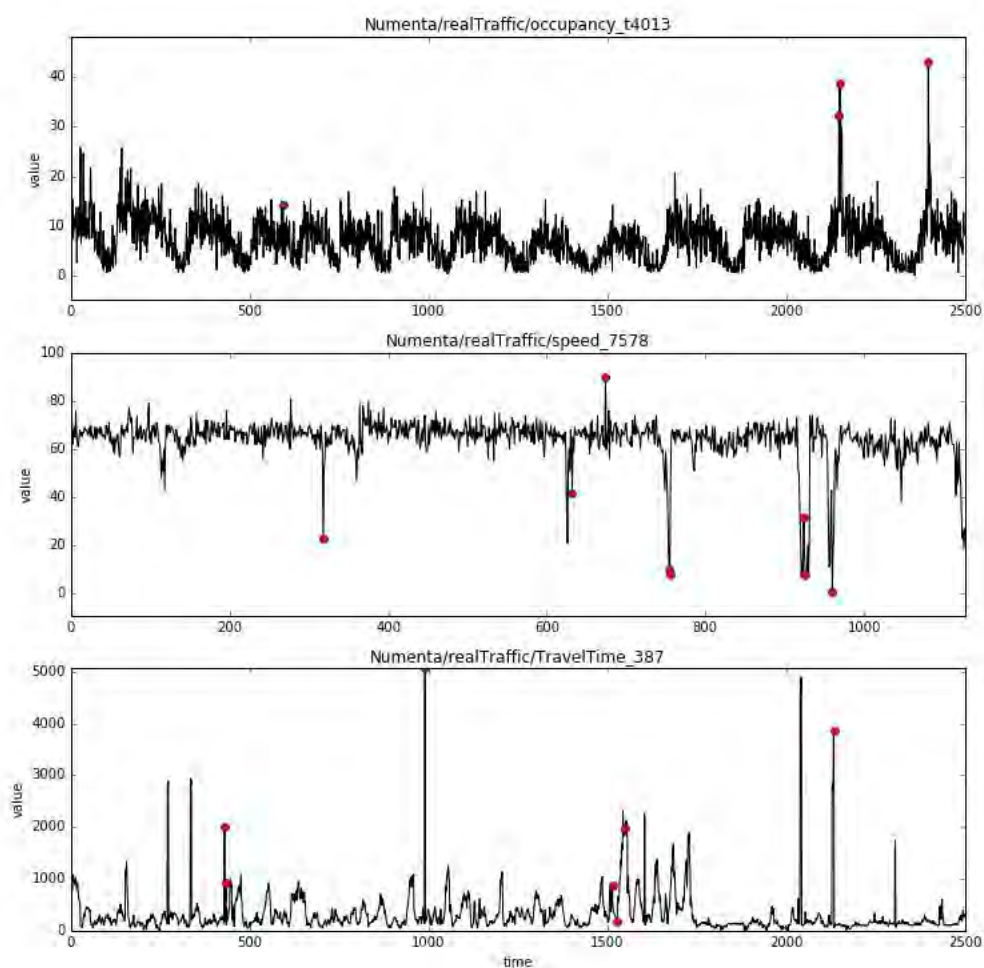 Numenta/realTraffic/occupancy_t4013
40
30
20
10
0
value
0 500 1000 1500 2000 2500
Numenta/realTraffic/speed_7578
100
80
60
40
20
0
value
0 200 400 600 800 1000
Numenta/realTraffic/TravelTime_387
5000
4000
3000
2000
1000
0
value
0 500 1000 1500 2000 2500
time